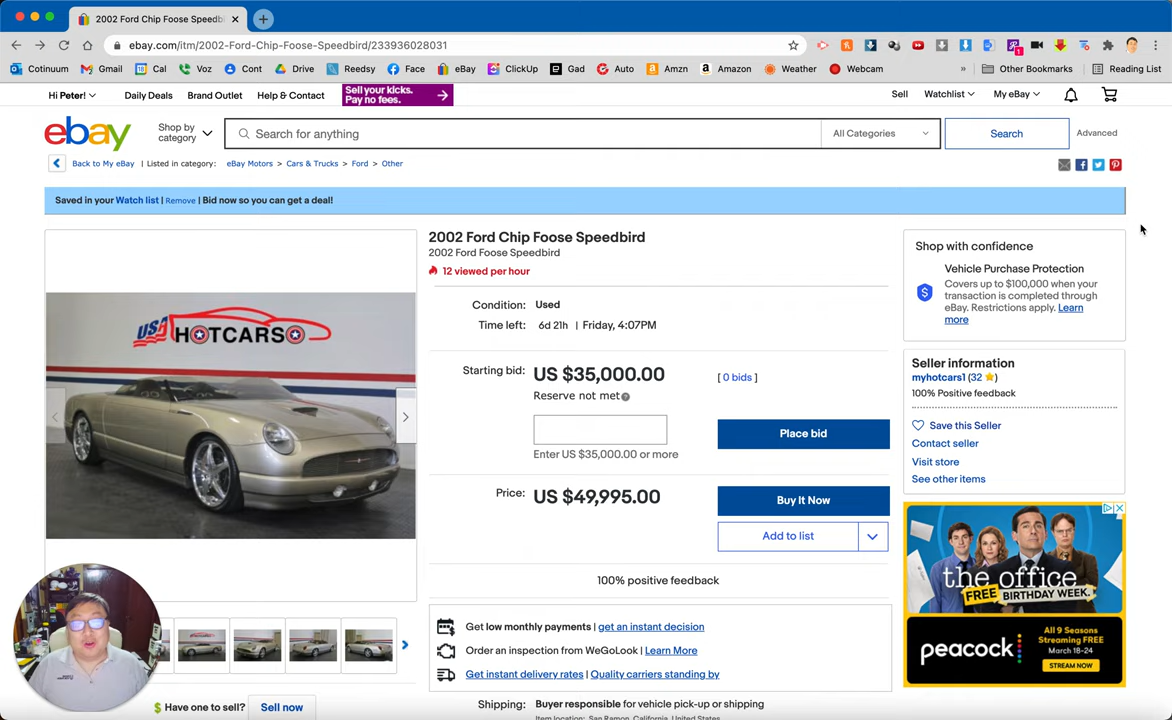 2002 Ford Chip Foose Speedbi
ebay.com/itm/2002-Ford-Chip-Foose-Speedbird/233936028031
Cotinuum Gmail Cal Voz Cont Drive Reedsy Face eBay ClickUp Gad Auto Amzn Amazon Weather Webcam » Other Bookmarks Reading List
Hi Peter! Daily Deals Brand Outlet Help & Contact
Sell your kicks.
Pay no fees.
Sell Watchlist My eBay
ebay
Shop by
category
Search for anything
All Categories
Search
Advanced
Back to My eBay | Listed in category: eBay Motors > Cars & Trucks > Ford > Other
Saved in your Watch list | Remove | Bid now so you can get a deal!
USA HOTCARSO
2002 Ford Chip Foose Speedbird
2002 Ford Foose Speedbird
12 viewed per hour
Condition: Used
Time left: 6d 21h | Friday, 4:07PM
Starting bid: US $35,000.00 [ 0 bids ]
Reserve not met
Place bid
Enter US $35,000.00 or more
Price: US $49,995.00
Buy It Now
Add to list
100% positive feedback
Get low monthly payments | get an instant decision
Order an inspection from WeGoLook | Learn More
Get instant delivery rates | Quality carriers standing by
Shipping: Buyer responsible for vehicle pick-up or shipping
Item location: San Ramon, California, United States
$ Have one to sell? Sell now
Shop with confidence
Vehicle Purchase Protection
Covers up to $100,000 when your
transaction is completed through
eBay. Restrictions apply. Learn
more
Seller information
myhotcars1 (32)
100% Positive feedback
Save this Seller
Contact seller
Visit store
See other items
the office
FREE BIRTHDAY WEEK.
peacock
All 9 Seasons
Streaming FREE
March 18-24
STREAM NOW